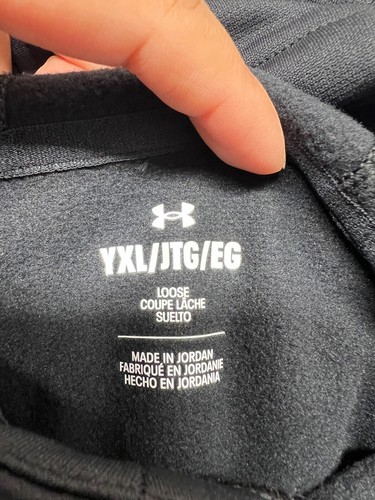 YXL/JTG/EG
LOOSE
COUPE LÂCHE
SUELTO
MADE IN JORDAN
FABRIQUÉ EN JORDANIE
HECHO EN JORDANIA